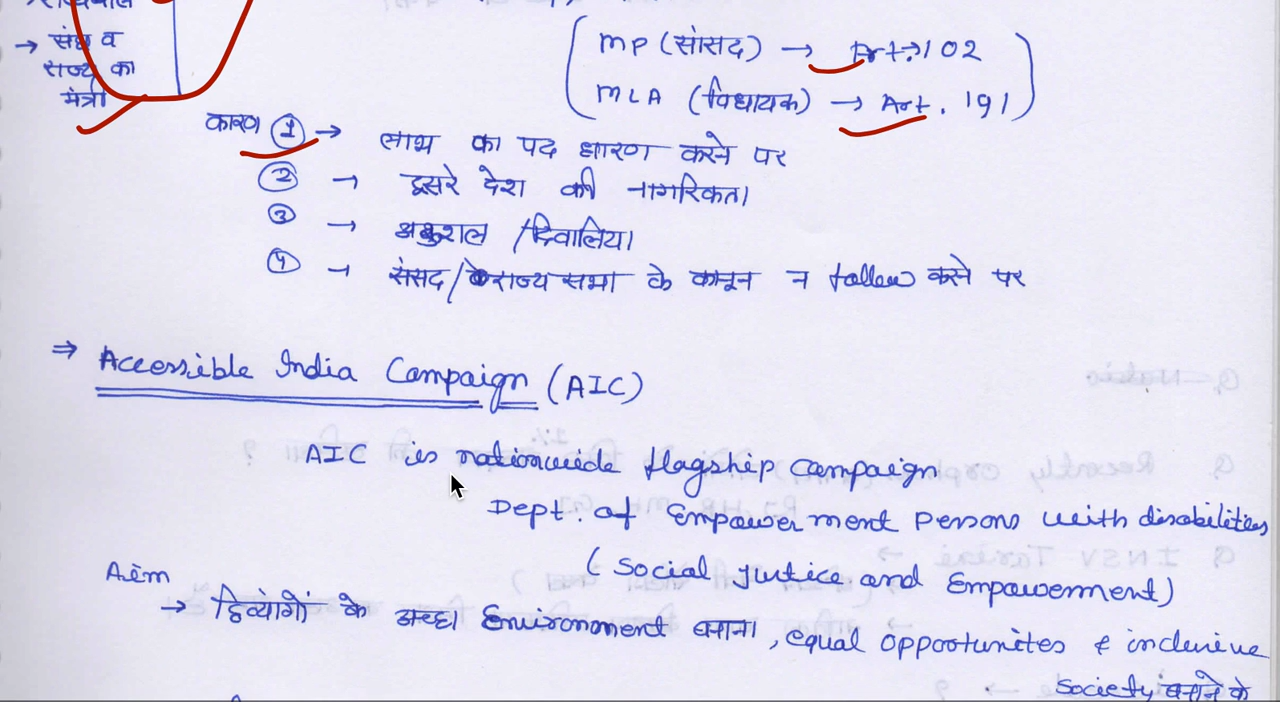 → संघ व
राज्य का
मंत्री
MP (सांसद) → Art. 102
MLA (विधायक) → Art. 191
कारण ① → लाभ का पद धारण करने पर
② → दूसरे देश की नागरिकता
③ → अकुशाल / दिवालिया
④ → संसद/राज्य सभा के कानून न follow करने पर
⇒ Accessible India Campaign (AIC)
AIC is nationwide flagship campaign
Dept. of Empowerment Persons with disabilities
(Social justice and Empowerment)
Aim
→ दिव्यांगों के अच्छा Environment बनाना, equal opportunites & inclusive
Society बनाने के